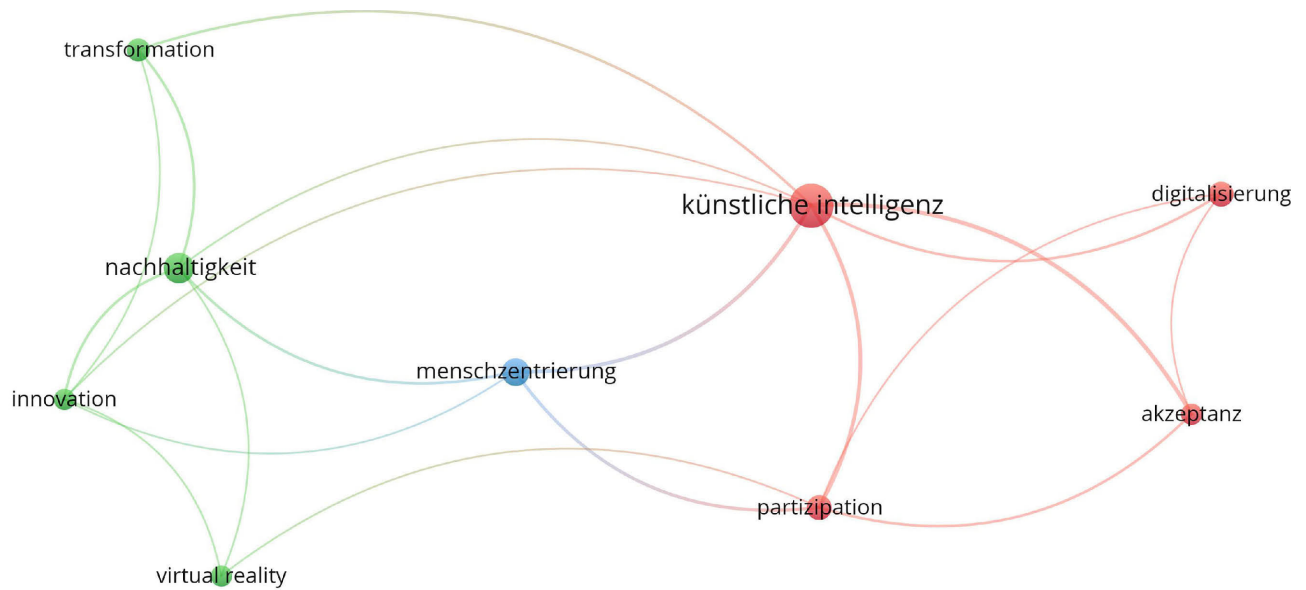 transformation
künstliche intelligenz
digitalisierung
nachhaltigkeit
menschzentrierung
innovation
akzeptanz
partizipation
virtual reality